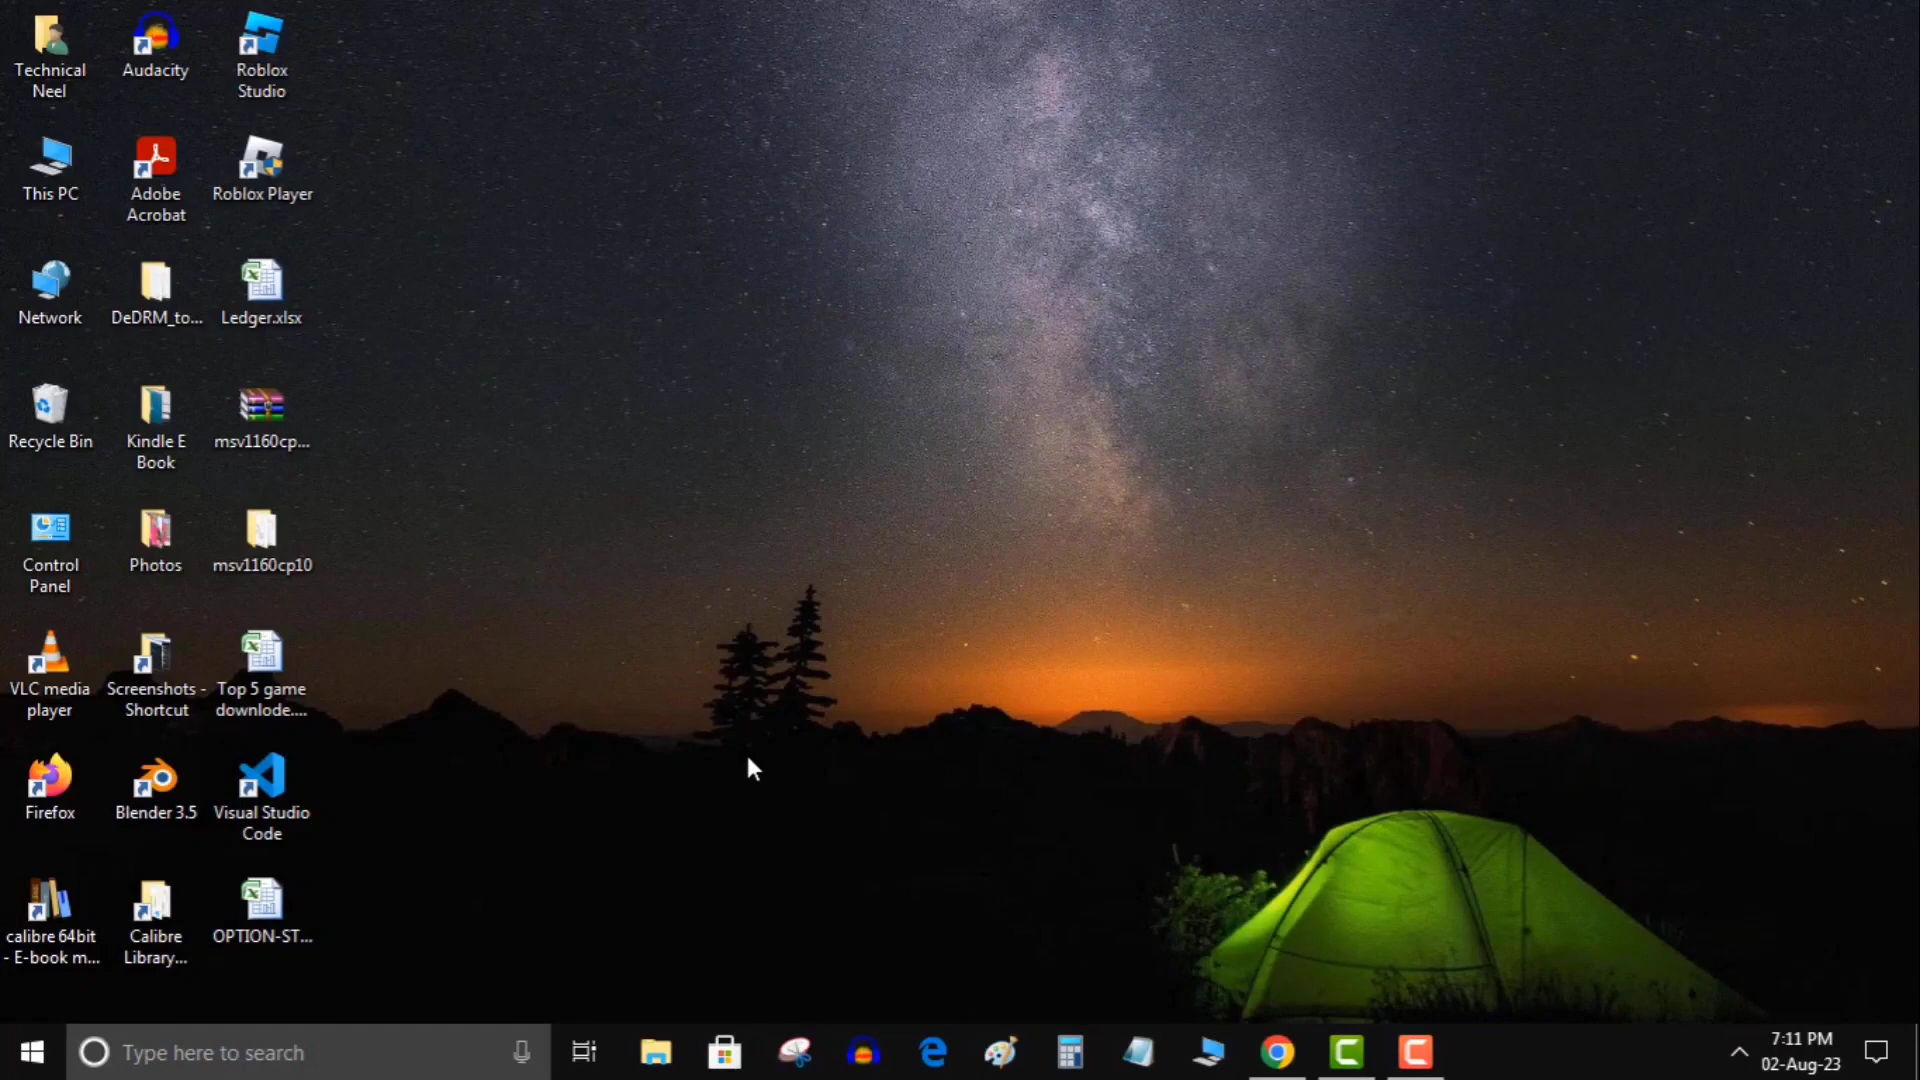 Technical
Neel
Audacity
Roblox
Studio
This PC
Adobe
Acrobat
Roblox Player
Network
DeDRM_to...
Ledger.xlsx
Recycle Bin
Kindle E
Book
msv1160cp...
Control
Panel
Photos
msv1160cp10
VLC media
player
Screenshots -
Shortcut
Top 5 game
downlode....
Firefox
Blender 3.5
Visual Studio
Code
calibre 64bit
- E-book m...
Calibre
Library...
OPTION-ST...
Type here to search
7:11 PM
02-Aug-23